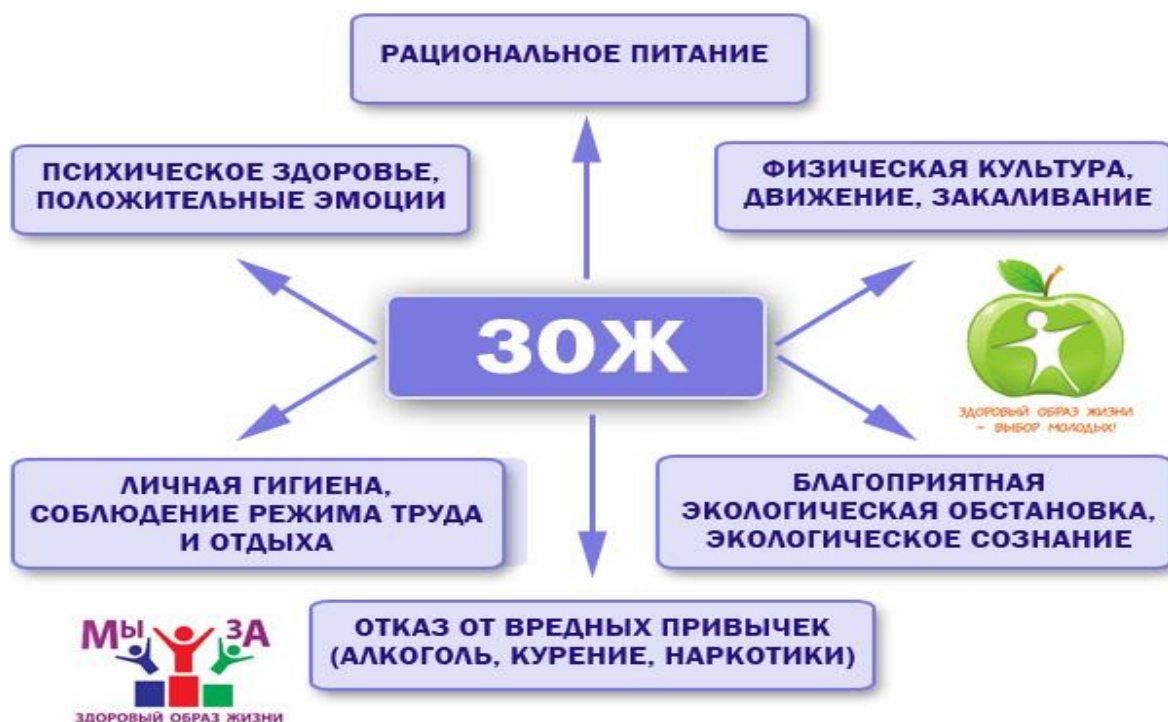 РАЦИОНАЛЬНОЕ ПИТАНИЕ
ПСИХИЧЕСКОЕ ЗДОРОВЬЕ,
ПОЛОЖИТЕЛЬНЫЕ ЭМОЦИИ
ФИЗИЧЕСКАЯ КУЛЬТУРА,
ДВИЖЕНИЕ, ЗАКАЛИВАНИЕ
ЗОЖ
ЗДОРОВЫЙ ОБРАЗ ЖИЗНИ
– ВЫБОР МОЛОДЫХ!
ЛИЧНАЯ ГИГИЕНА,
СОБЛЮДЕНИЕ РЕЖИМА ТРУДА
И ОТДЫХА
БЛАГОПРИЯТНАЯ
ЭКОЛОГИЧЕСКАЯ ОБСТАНОВКА,
ЭКОЛОГИЧЕСКОЕ СОЗНАНИЕ
ОТКАЗ ОТ ВРЕДНЫХ ПРИВЫЧЕК
(АЛКОГОЛЬ, КУРЕНИЕ, НАРКОТИКИ)
МЫ ЗА
ЗДОРОВЫЙ ОБРАЗ ЖИЗНИ